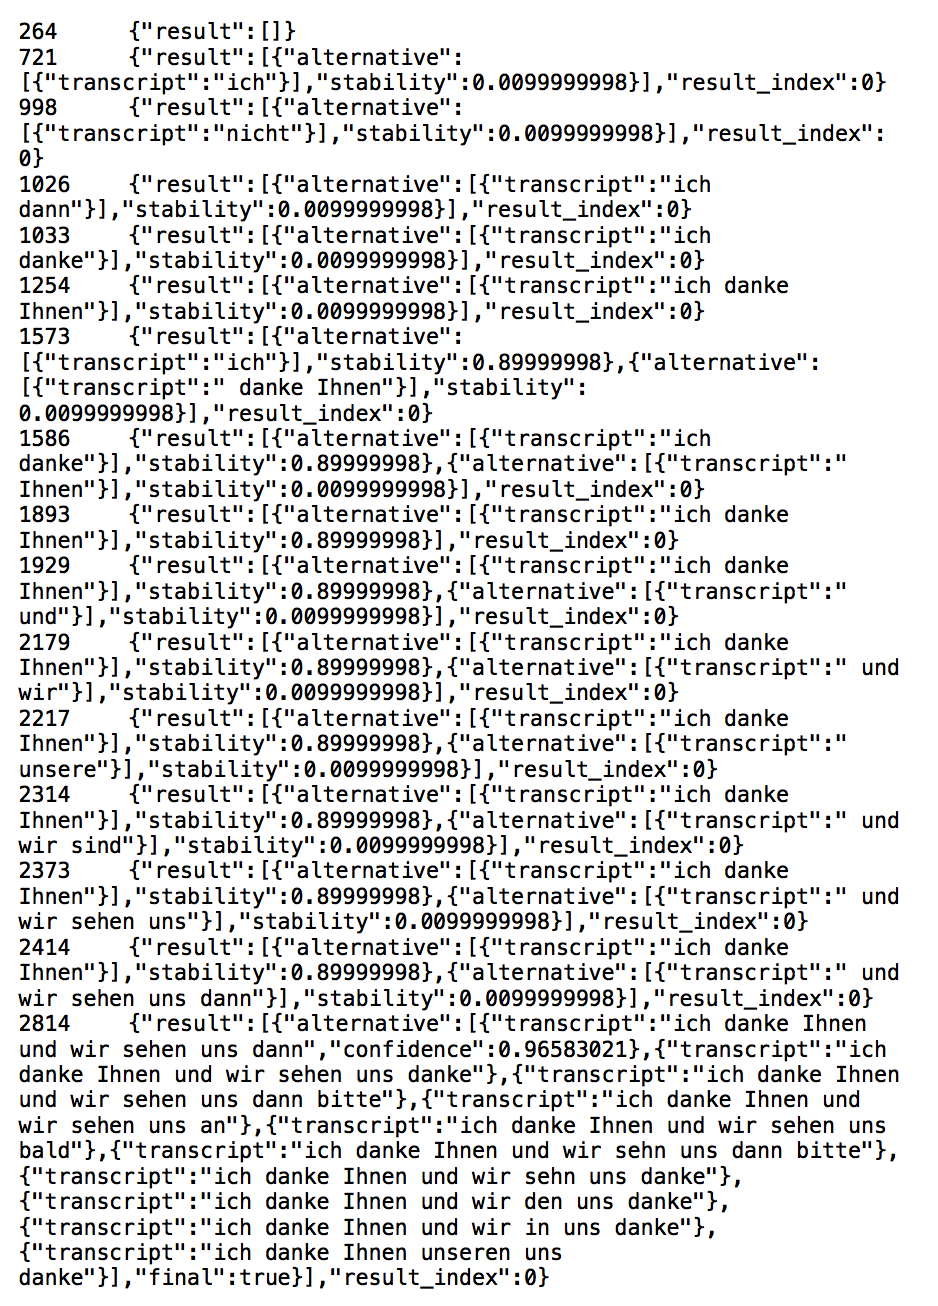 264     {"result":[]}
721     {"result":[{"alternative":
[{"transcript":"ich"}],"stability":0.0099999998}],"result_index":0}
998     {"result":[{"alternative":
[{"transcript":"nicht"}],"stability":0.0099999998}],"result_index":
0}
1026    {"result":[{"alternative":[{"transcript":"ich
dann"}],"stability":0.0099999998}],"result_index":0}
1033    {"result":[{"alternative":[{"transcript":"ich
danke"}],"stability":0.0099999998}],"result_index":0}
1254    {"result":[{"alternative":[{"transcript":"ich danke
Ihnen"}],"stability":0.0099999998}],"result_index":0}
1573    {"result":[{"alternative":
[{"transcript":"ich"}],"stability":0.89999998},{"alternative":
[{"transcript":" danke Ihnen"}],"stability":
0.0099999998}],"result_index":0}
1586    {"result":[{"alternative":[{"transcript":"ich
danke"}],"stability":0.89999998},{"alternative":[{"transcript":"
Ihnen"}],"stability":0.0099999998}],"result_index":0}
1893    {"result":[{"alternative":[{"transcript":"ich danke
Ihnen"}],"stability":0.89999998}],"result_index":0}
1929    {"result":[{"alternative":[{"transcript":"ich danke
Ihnen"}],"stability":0.89999998},{"alternative":[{"transcript":"
und"}],"stability":0.0099999998}],"result_index":0}
2179    {"result":[{"alternative":[{"transcript":"ich danke
Ihnen"}],"stability":0.89999998},{"alternative":[{"transcript":" und
wir"}],"stability":0.0099999998}],"result_index":0}
2217    {"result":[{"alternative":[{"transcript":"ich danke
Ihnen"}],"stability":0.89999998},{"alternative":[{"transcript":"
unsere"}],"stability":0.0099999998}],"result_index":0}
2314    {"result":[{"alternative":[{"transcript":"ich danke
Ihnen"}],"stability":0.89999998},{"alternative":[{"transcript":" und
wir sind"}],"stability":0.0099999998}],"result_index":0}
2373    {"result":[{"alternative":[{"transcript":"ich danke
Ihnen"}],"stability":0.89999998},{"alternative":[{"transcript":" und
wir sehen uns"}],"stability":0.0099999998}],"result_index":0}
2414    {"result":[{"alternative":[{"transcript":"ich danke
Ihnen"}],"stability":0.89999998},{"alternative":[{"transcript":" und
wir sehen uns dann"}],"stability":0.0099999998}],"result_index":0}
2814    {"result":[{"alternative":[{"transcript":"ich danke Ihnen
und wir sehen uns dann","confidence":0.96583021},{"transcript":"ich
danke Ihnen und wir sehen uns danke"},{"transcript":"ich danke Ihnen
und wir sehen uns dann bitte"},{"transcript":"ich danke Ihnen und
wir sehen uns an"},{"transcript":"ich danke Ihnen und wir sehen uns
bald"},{"transcript":"ich danke Ihnen und wir sehn uns dann bitte"},
{"transcript":"ich danke Ihnen und wir sehn uns danke"},
{"transcript":"ich danke Ihnen und wir den uns danke"},
{"transcript":"ich danke Ihnen und wir in uns danke"},
{"transcript":"ich danke Ihnen unseren uns
danke"}],"final":true}],"result_index":0}